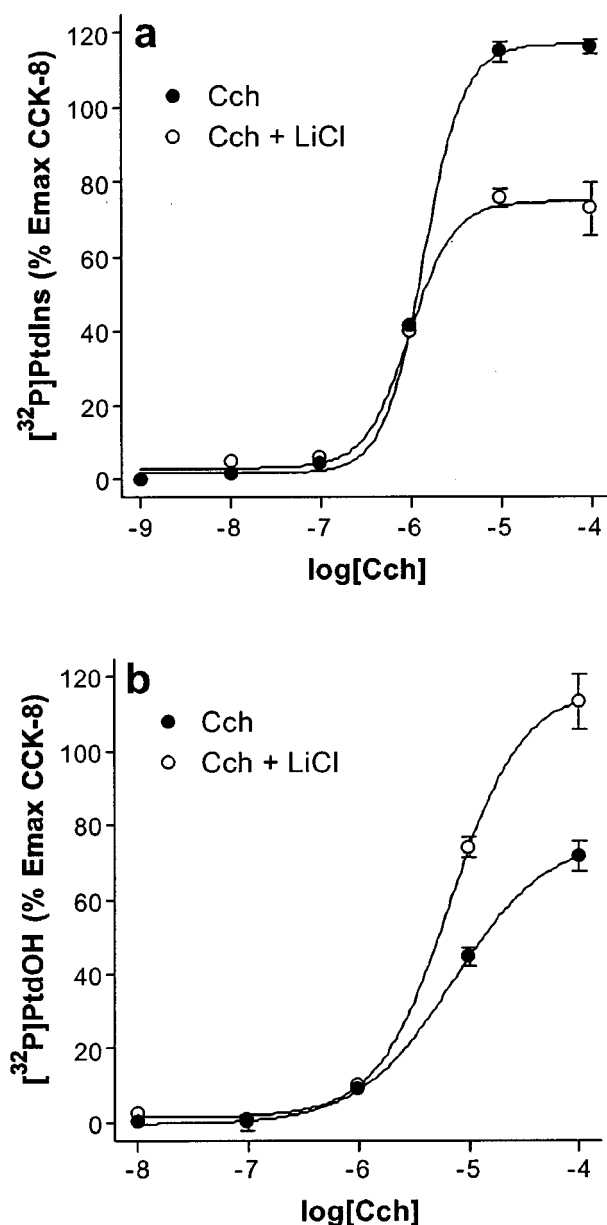 a
● Cch
○ Cch + LiCl
[³²P]PtdIns (% Emax CCK-8)
120
100
80
60
40
20
0
-9 -8 -7 -6 -5 -4
log[Cch]
b
● Cch
○ Cch + LiCl
[³²P]PtdOH (% Emax CCK-8)
120
100
80
60
40
20
0
-8 -7 -6 -5 -4
log[Cch]